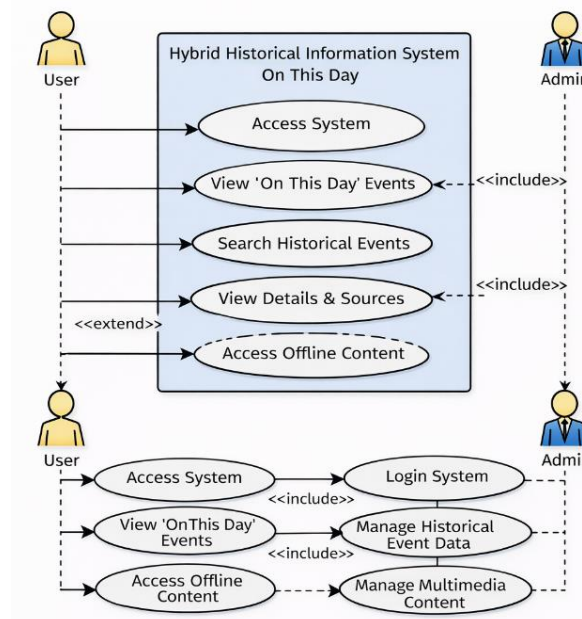 Hybrid Historical Information System
On This Day
User
Admin
Access System
View 'On This Day' Events
<<include>>
Search Historical Events
View Details & Sources
<<include>>
<<extend>>
Access Offline Content
User
Admin
Access System
Login System
<<include>>
View 'OnThis Day'
Events
Manage Historical
Event Data
<<include>>
Access Offline
Content
Manage Multimedia
Content